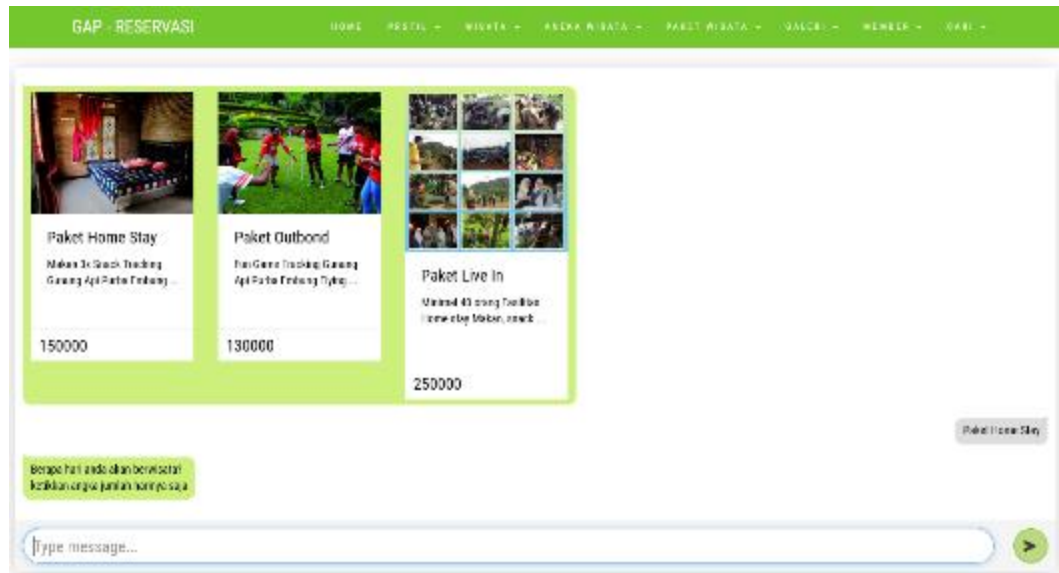 GAP - RESERVASI
HOME PROFIL WISATA ANEKA WISATA PAKET WISATA GALERI MEMBER CARI
Paket Home Stay
Makan 3x Snack Tracking
Gunung Api Purba Embung ...
150000
Paket Outbond
Fun Game Tracking Gunung
Api Purba Embung Flying ...
130000
Paket Live In
Minimal 40 orang Fasilitas
Home stay Makan, snack ...
250000
Paket Home Stay
Berapa hari anda akan berwisata?
ketikkan angka jumlah harinya saja
Type message...